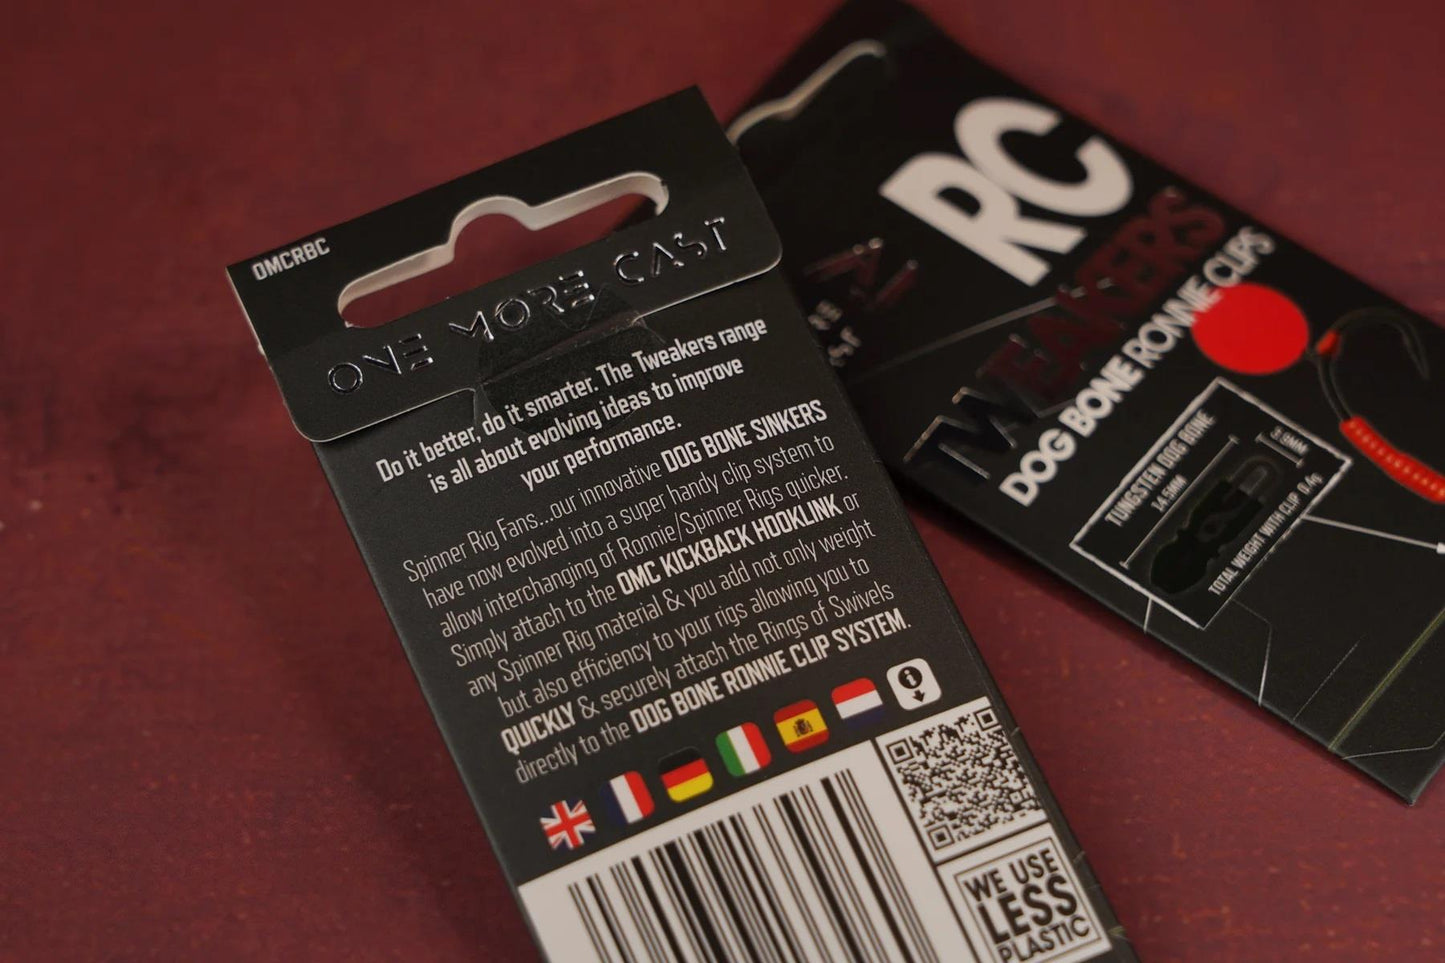 OMCRBC
ONE MORE CAST
Do it better, do it smarter. The Tweakers range
is all about evolving ideas to improve
your performance.
Spinner Rig Fans...our innovative DOG BONE SINKERS
have now evolved into a super handy clip system to
allow interchanging of Ronnie/Spinner Rigs quicker.
Simply attach to the OMC KICKBACK HOOKLINK or
any Spinner Rig material & you add not only weight
but also efficiency to your rigs allowing you to
QUICKLY & securely attach the Rings of Swivels
directly to the DOG BONE RONNIE CLIP SYSTEM.
WE USE
LESS
PLASTIC
RC
TWEAKERS
DOG BONE RONNIE CLIPS
TUNGSTEN DOG BONE
14.5MM
TOTAL WEIGHT WITH CLIP 0.4g